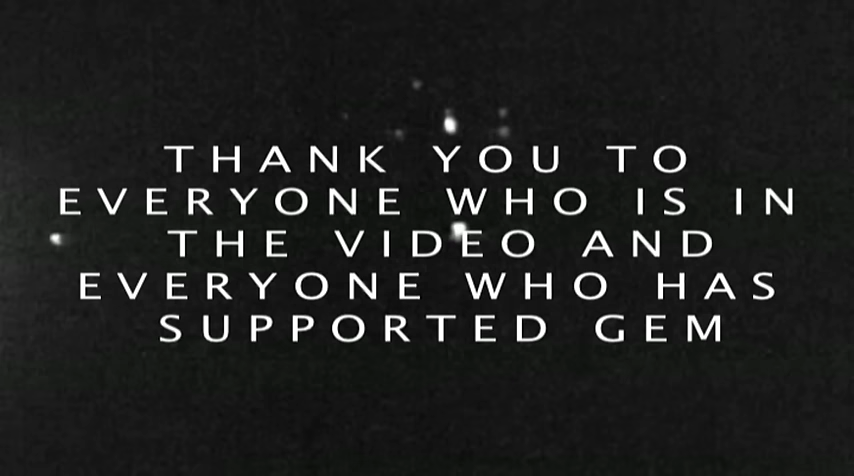 THANK YOU TO
EVERYONE WHO IS IN
THE VIDEO AND
EVERYONE WHO HAS
SUPPORTED GEM